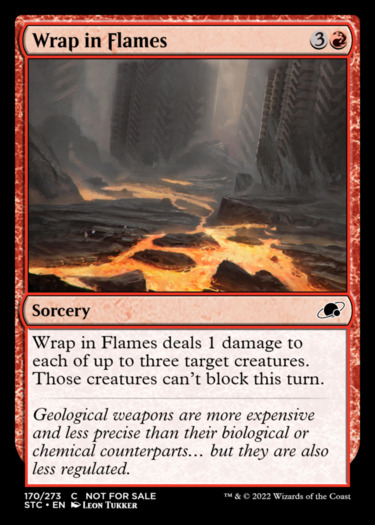 Wrap in Flames 3
Sorcery
Wrap in Flames deals 1 damage to
each of up to three target creatures.
Those creatures can't block this turn.
Geological weapons are more expensive
and less precise than their biological or
chemical counterparts… but they are also
less regulated.
170/273 C NOT FOR SALE
STC • EN Leon Tukker
™ & © 2022 Wizards of the Coast